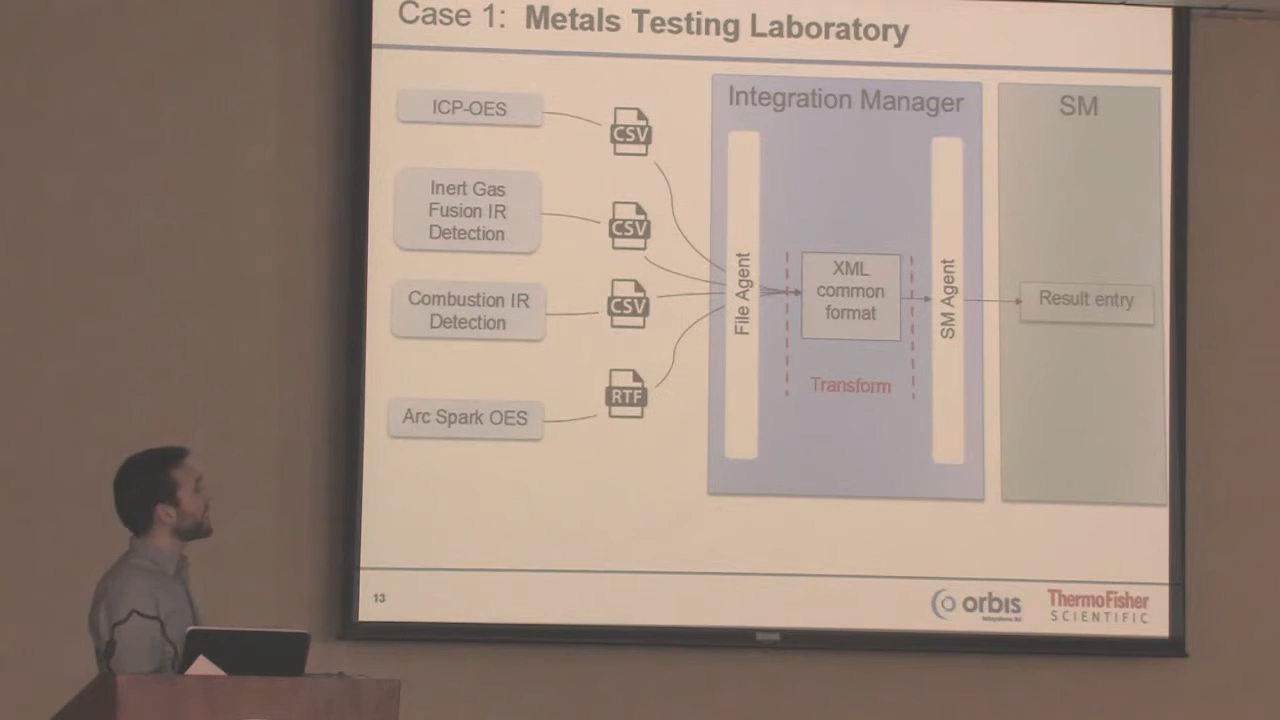 Case 1: Metals Testing Laboratory
ICP-OES
CSV
Inert Gas
Fusion IR
Detection
CSV
Combustion IR
Detection
CSV
Arc Spark OES
RTF
Integration Manager
File Agent
XML
common
format
Transform
SM Agent
SM
Result entry
13
orbis
ThermoFisher
SCIENTIFIC